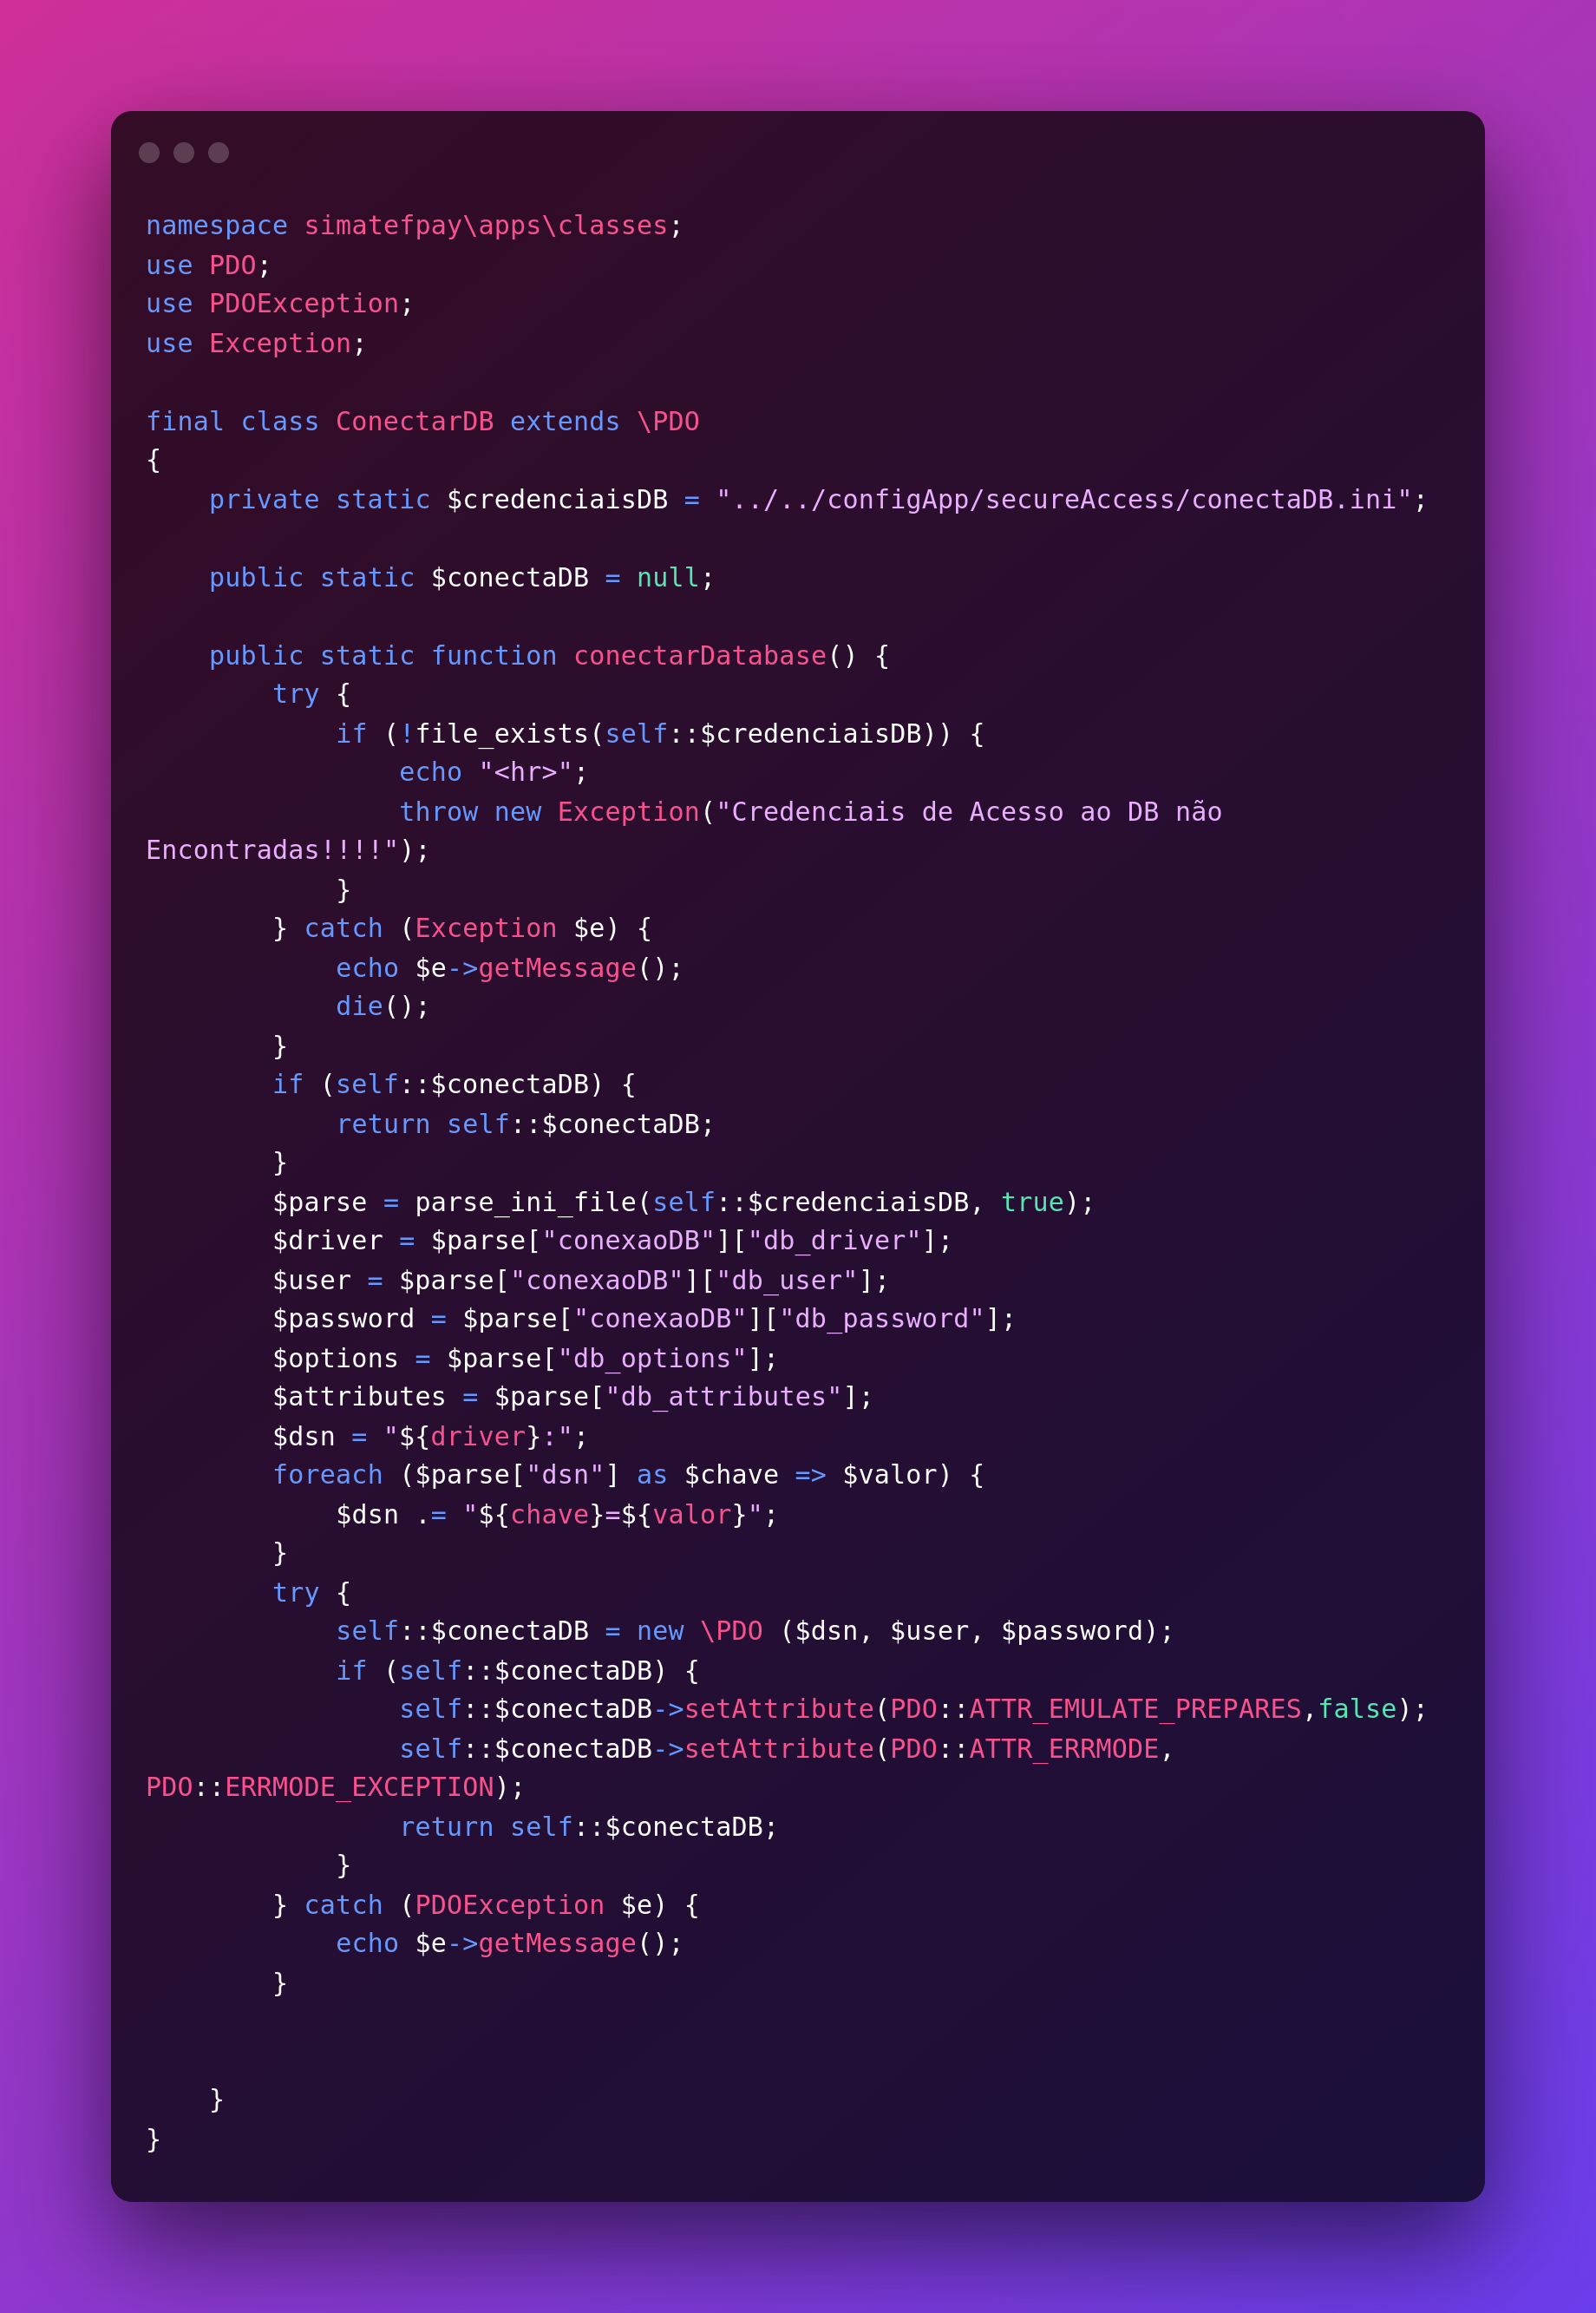 namespace simatefpay\apps\classes;
use PDO;
use PDOException;
use Exception;

final class ConectarDB extends \PDO
{
    private static $credenciaisDB = "../../configApp/secureAccess/conectaDB.ini";

    public static $conectaDB = null;

    public static function conectarDatabase() {
        try {
            if (!file_exists(self::$credenciaisDB)) {
                echo "<hr>";
                throw new Exception("Credenciais de Acesso ao DB não
Encontradas!!!!");
            }
        } catch (Exception $e) {
            echo $e->getMessage();
            die();
        }
        if (self::$conectaDB) {
            return self::$conectaDB;
        }
        $parse = parse_ini_file(self::$credenciaisDB, true);
        $driver = $parse["conexaoDB"]["db_driver"];
        $user = $parse["conexaoDB"]["db_user"];
        $password = $parse["conexaoDB"]["db_password"];
        $options = $parse["db_options"];
        $attributes = $parse["db_attributes"];
        $dsn = "${driver}:";
        foreach ($parse["dsn"] as $chave => $valor) {
            $dsn .= "${chave}=${valor}";
        }
        try {
            self::$conectaDB = new \PDO ($dsn, $user, $password);
            if (self::$conectaDB) {
                self::$conectaDB->setAttribute(PDO::ATTR_EMULATE_PREPARES,false);
                self::$conectaDB->setAttribute(PDO::ATTR_ERRMODE,
PDO::ERRMODE_EXCEPTION);
                return self::$conectaDB;
            }
        } catch (PDOException $e) {
            echo $e->getMessage();
        }


    }
}